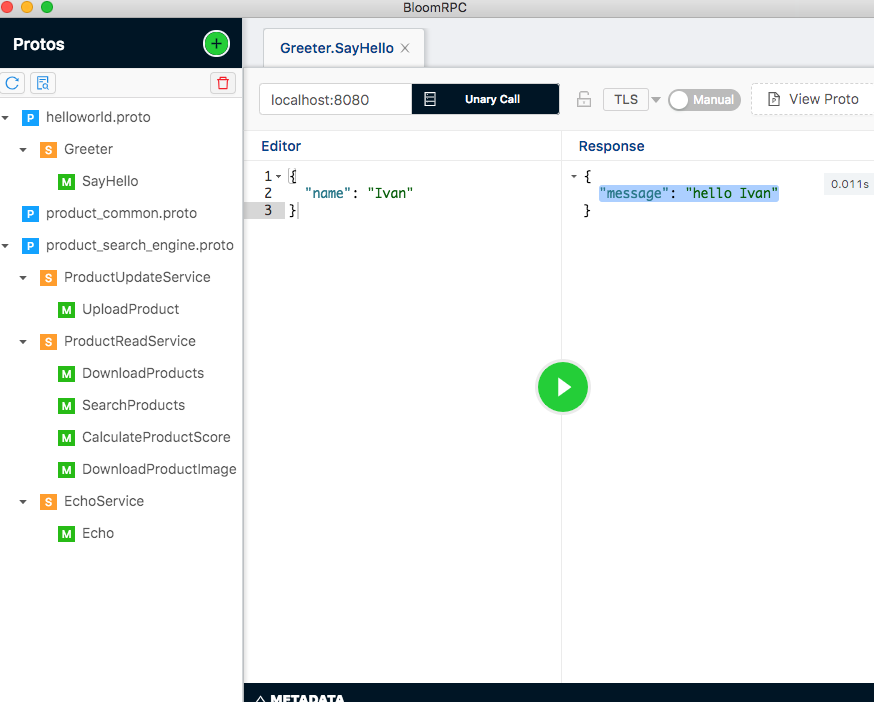 BloomRPC
Protos
Greeter.SayHello
localhost:8080
Unary Call
TLS
Manual
View Proto
P helloworld.proto
S Greeter
M SayHello
P product_common.proto
P product_search_engine.proto
S ProductUpdateService
M UploadProduct
S ProductReadService
M DownloadProducts
M SearchProducts
M CalculateProductScore
M DownloadProductImage
S EchoService
M Echo
Editor
1 {
2 "name": "Ivan"
3 }
Response
{
"message": "hello Ivan"
}
0.011s
METADATA